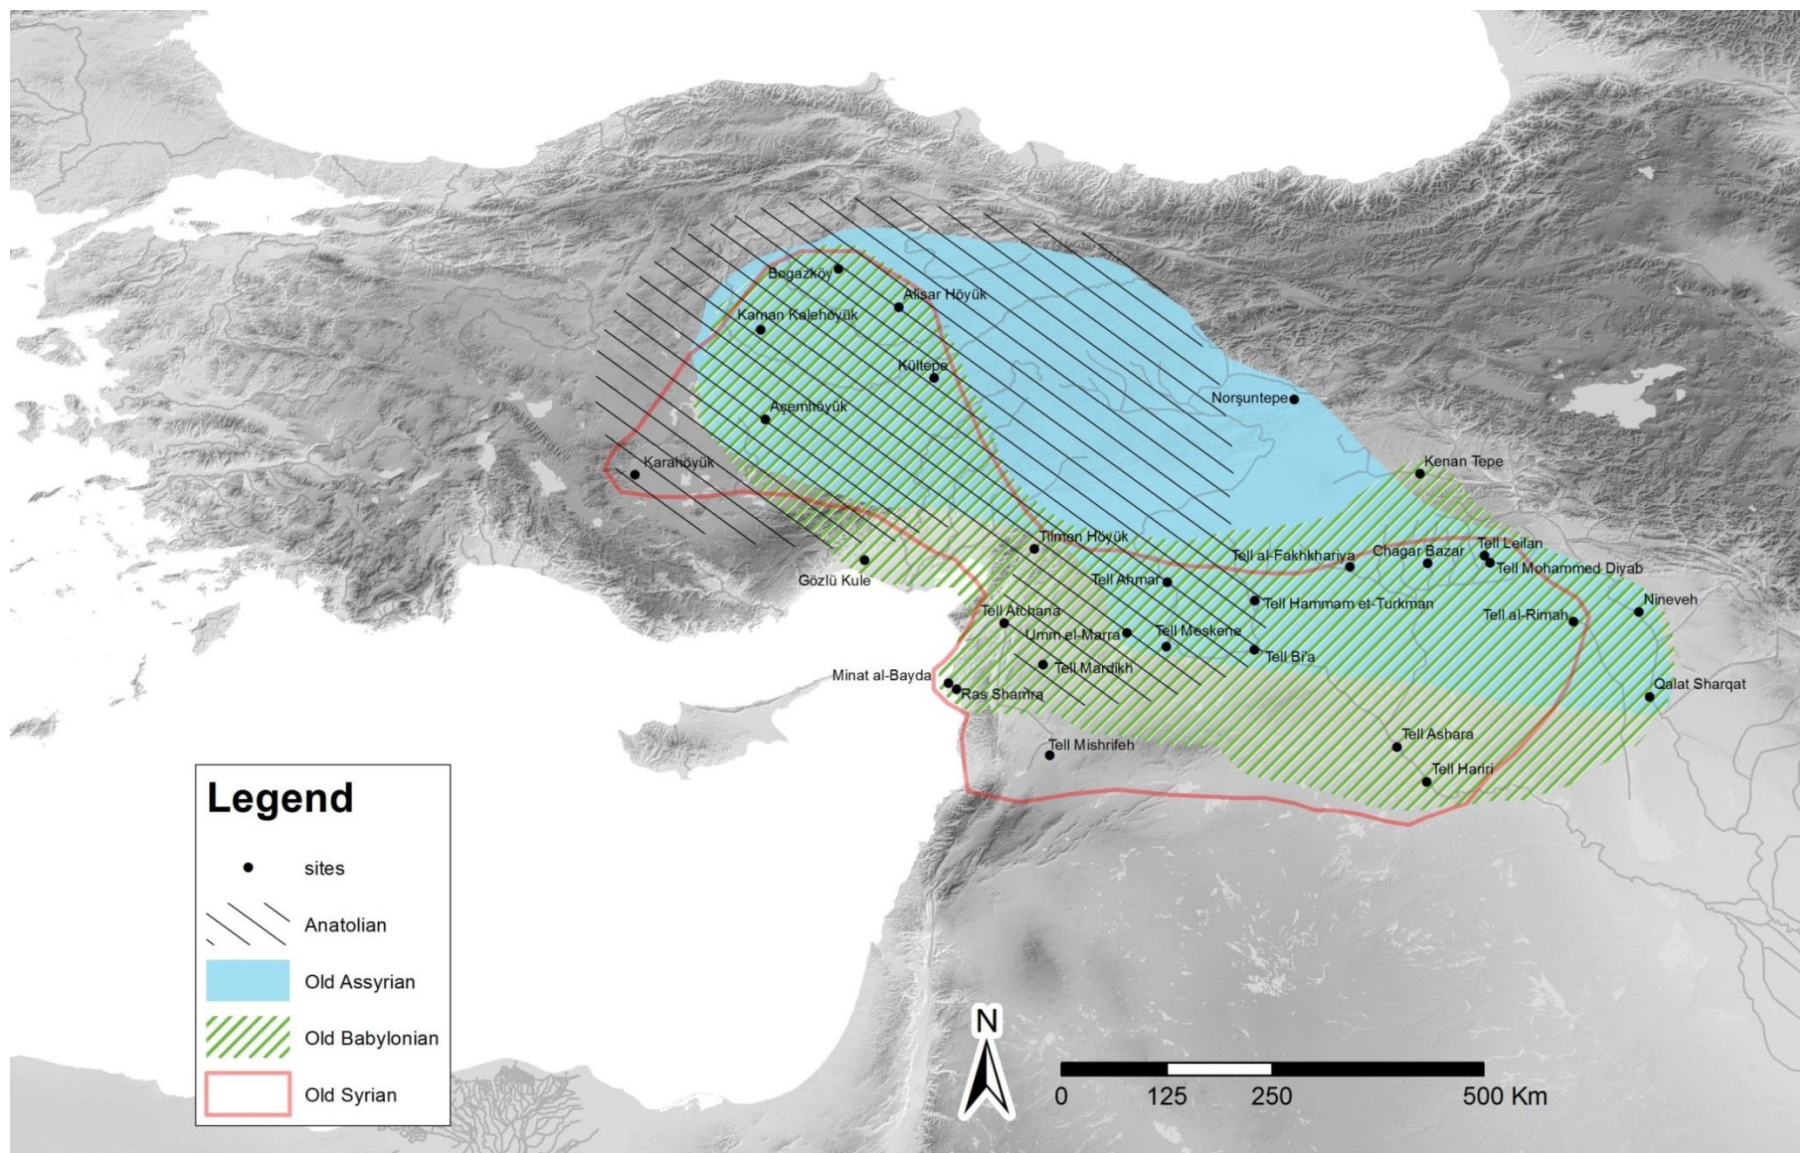 Bogazköy
Alisar Höyük
Kaman Kalehöyük
Kültepe
Norşuntepe
Açemhöyük
Karahöyük
Kenan Tepe
Tilmen Höyük
Tell al-Fakhkhariya
Chagar Bazar
Tell Leilan
Tell Mohammed Diyab
Gözlü Kule
Tell Ahmar
Tell Hammam et-Turkman
Nineveh
Tell Atchana
Tell al-Rimah
Umm el-Marra
Tell Meskene
Tell Bi'a
Tell Mardikh
Minat al-Bayda
Ras Shamra
Qalat Sharqat
Tell Ashara
Tell Mishrifeh
Tell Hariri
Legend
sites
Anatolian
Old Assyrian
Old Babylonian
Old Syrian
N
0 125 250 500 Km